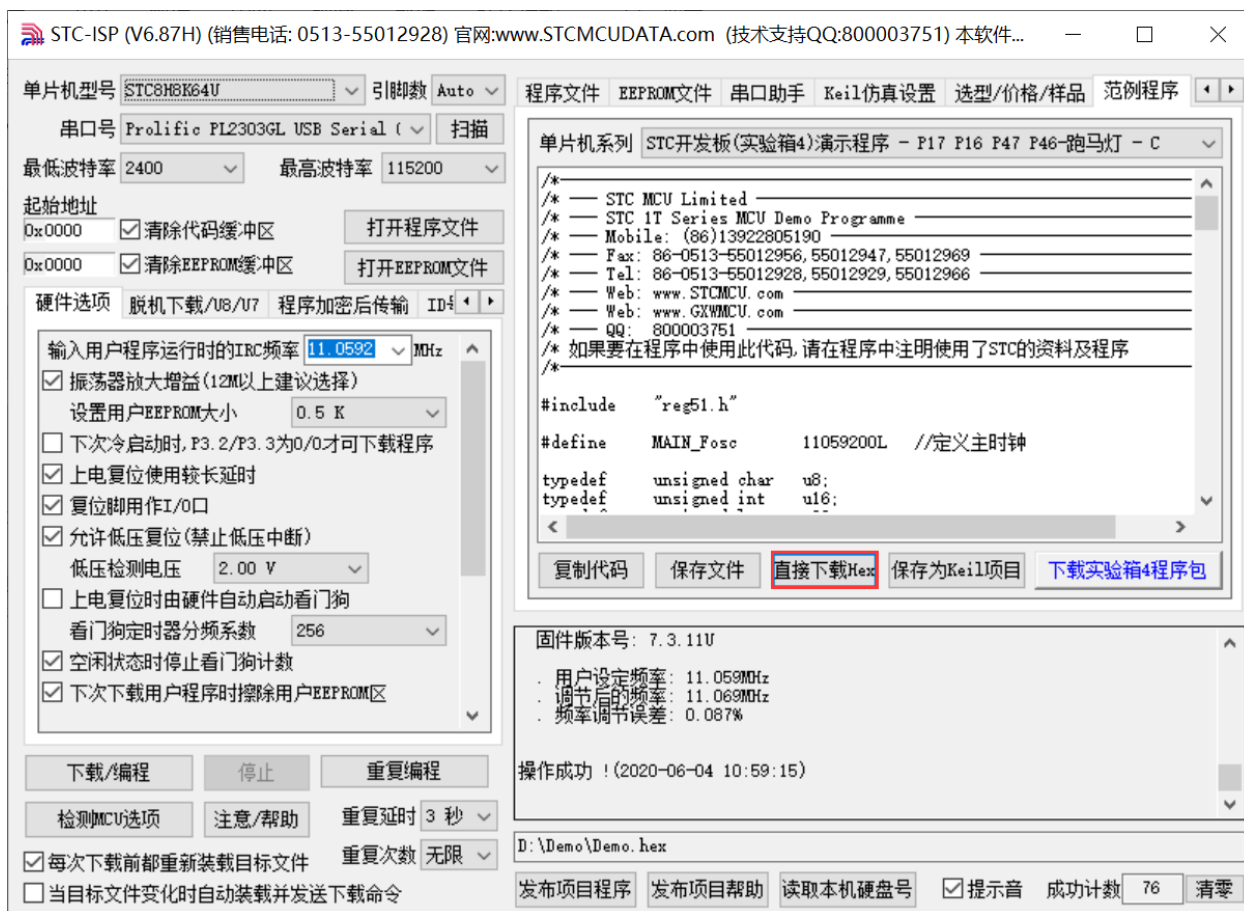 STC-ISP (V6.87H) (销售电话: 0513-55012928) 官网:www.STCMCUDATA.com (技术支持QQ:800003751) 本软件...
单片机型号 STC8H8K64U 引脚数 Auto
串口号 Prolific PL2303GL USB Serial ( 扫描
最低波特率 2400 最高波特率 115200
起始地址
0x0000 清除代码缓冲区 打开程序文件
0x0000 清除EEPROM缓冲区 打开EEPROM文件
硬件选项 脱机下载/U8/U7 程序加密后传输
输入用户程序运行时的IRC频率 11.0592 MHz
振荡器放大增益(12M以上建议选择)
设置用户EEPROM大小 0.5 K
下次冷启动时,P3.2/P3.3为0/0才可下载程序
上电复位使用较长延时
复位脚用作I/O口
允许低压复位(禁止低压中断)
低压检测电压 2.00 V
上电复位时由硬件自动启动看门狗
看门狗定时器分频系数 256
空闲状态时停止看门狗计数
下次下载用户程序时擦除用户EEPROM区
下载/编程 停止 重复编程
检测MCU选项 注意/帮助 重复延时 3 秒
每次下载前都重新装载目标文件 重复次数 无限
当目标文件变化时自动装载并发送下载命令
程序文件 EEPROM文件 串口助手 Keil仿真设置 选型/价格/样品 范例程序
单片机系列 STC开发板(实验箱4)演示程序 - P17 P16 P47 P46-跑马灯 - C
/*
/* --- STC MCU Limited
/* --- STC 1T Series MCU Demo Programme
/* --- Mobile: (86)13922805190
/* --- Fax: 86-0513-55012956,55012947,55012969
/* --- Tel: 86-0513-55012928,55012929,55012966
/* --- Web: www.STCMCU.com
/* --- Web: www.GXWMCU.com
/* --- QQ: 800003751
/* 如果要在程序中使用此代码,请在程序中注明使用了STC的资料及程序
/*
#include "reg51.h"
#define MAIN_Fosc 11059200L //定义主时钟
typedef unsigned char u8;
typedef unsigned int u16;
复制代码 保存文件 直接下载Hex 保存为Keil项目 下载实验箱4程序包
固件版本号: 7.3.11U
. 用户设定频率: 11.059MHz
. 调节后的频率: 11.069MHz
. 频率调节误差: 0.087%
操作成功 !(2020-06-04 10:59:15)
D:\Demo\Demo.hex
发布项目程序 发布项目帮助 读取本机硬盘号 提示音 成功计数 76 清零